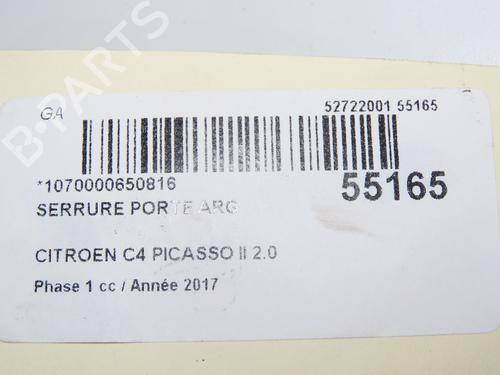 GA
52722001 55165
*1070000650816
55165
SERRURE PORTE ARG
CITROEN C4 PICASSO II 2.0
Phase 1 cc / Année 2017
B-PARTS